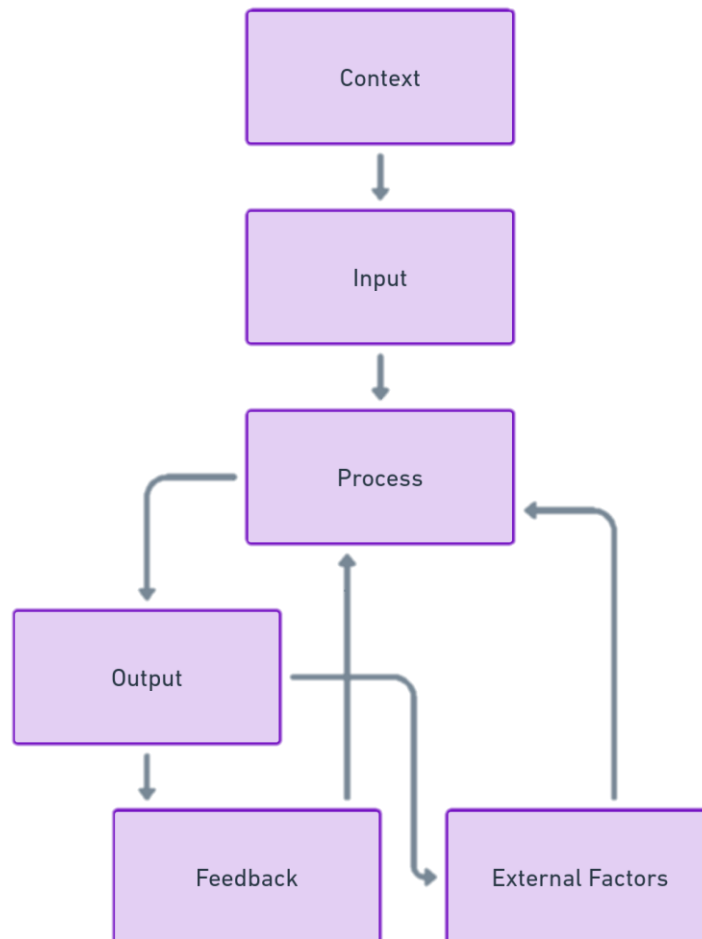 Context
Input
Process
Output
Feedback
External Factors